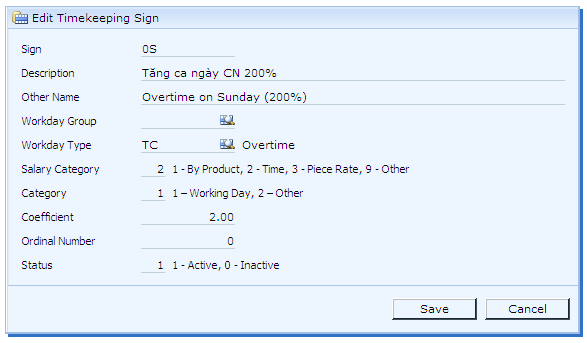 Edit Timekeeping Sign
Sign 0S
Description Tăng ca ngày CN 200%
Other Name Overtime on Sunday (200%)
Workday Group
Workday Type TC Overtime
Salary Category 2 1 - By Product, 2 - Time, 3 - Piece Rate, 9 - Other
Category 1 1 – Working Day, 2 – Other
Coefficient 2.00
Ordinal Number 0
Status 1 1 - Active, 0 - Inactive
Save Cancel